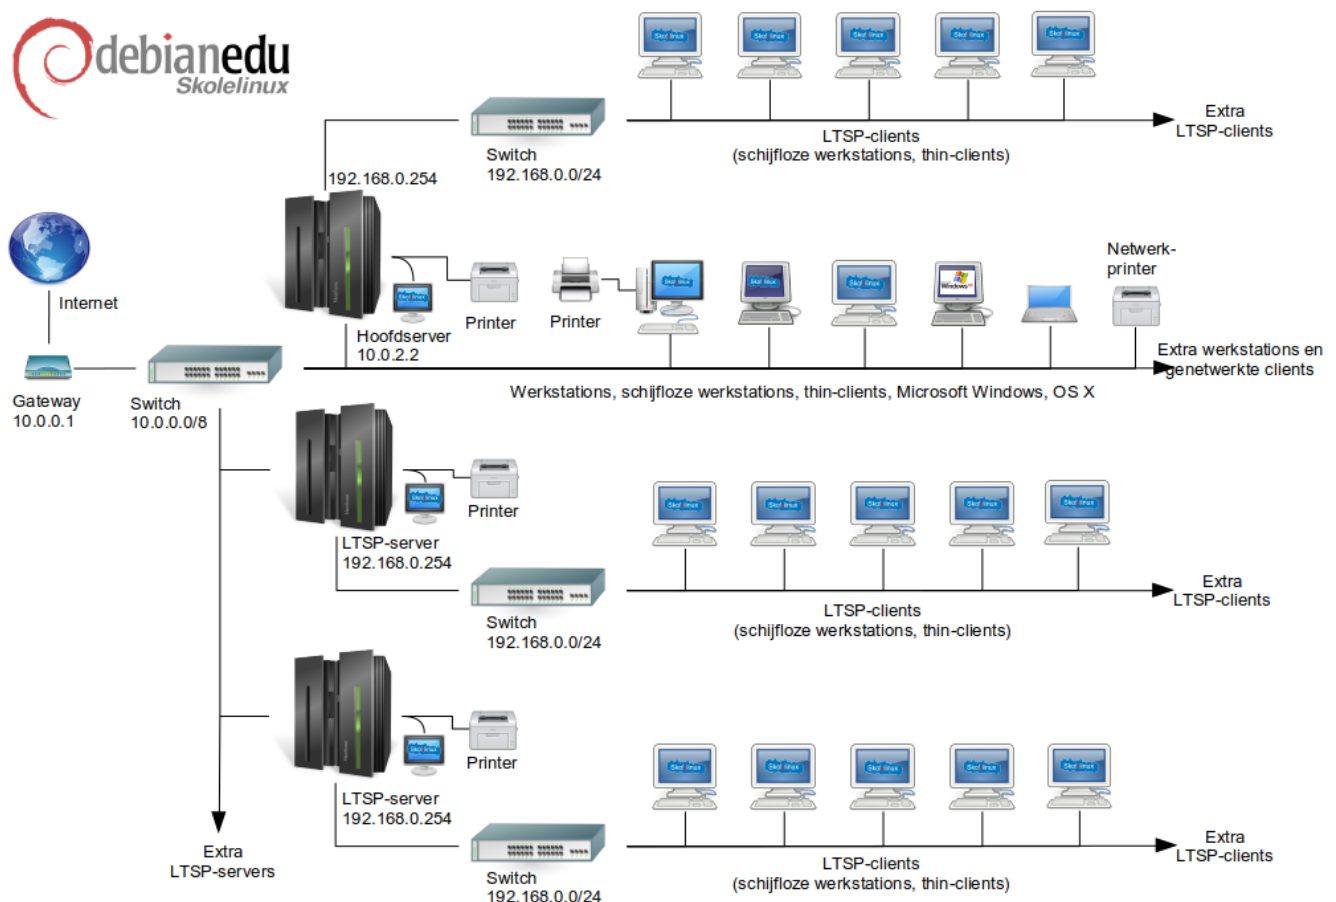 debianedu
Skolelinux
Extra
LTSP-clients
LTSP-clients
(schijfloze werkstations, thin-clients)
Switch
192.168.0.0/24
192.168.0.254
Internet
Hoofdserver
10.0.2.2
Printer
Printer
Netwerk-
printer
Extra werkstations en
genetwerkte clients
Werkstations, schijfloze werkstations, thin-clients, Microsoft Windows, OS X
Gateway
10.0.0.1
Switch
10.0.0.0/8
Printer
LTSP-server
192.168.0.254
Switch
192.168.0.0/24
LTSP-clients
(schijfloze werkstations, thin-clients)
Extra
LTSP-clients
Printer
LTSP-server
192.168.0.254
Switch
192.168.0.0/24
LTSP-clients
(schijfloze werkstations, thin-clients)
Extra
LTSP-clients
Extra
LTSP-servers